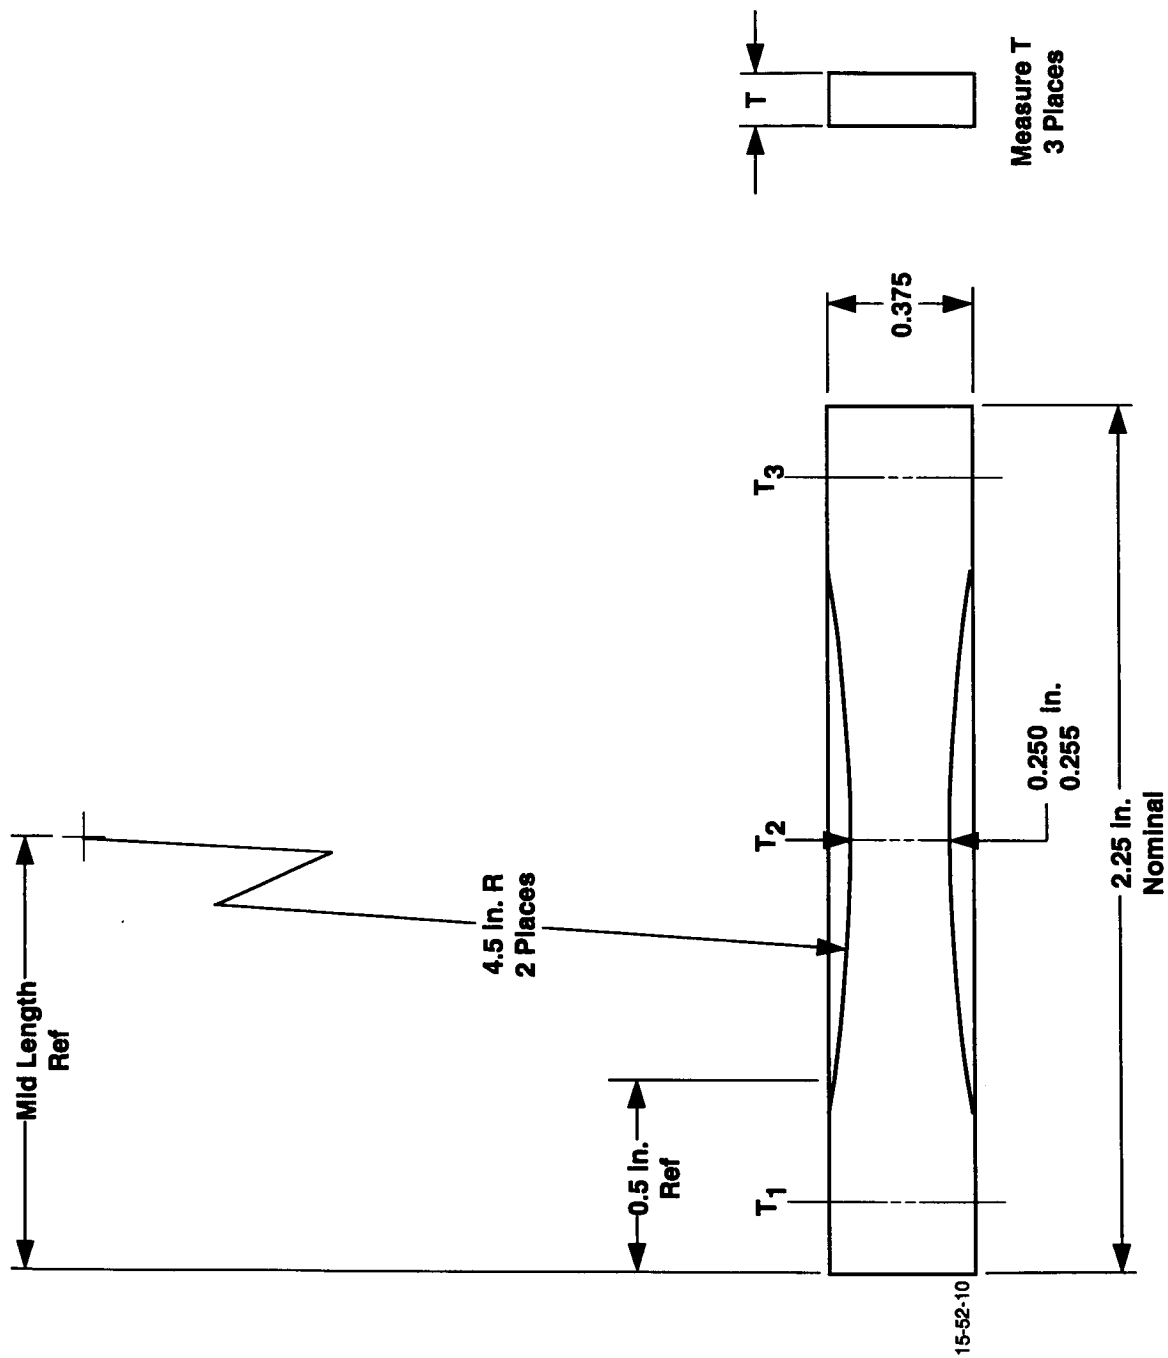 Mid Length
Ref
4.5 in. R
2 Places
0.5 in.
Ref
T1
T2
T3
0.375
0.250 in.
0.255
2.25 in.
Nominal
T
Measure T
3 Places
15-52-10